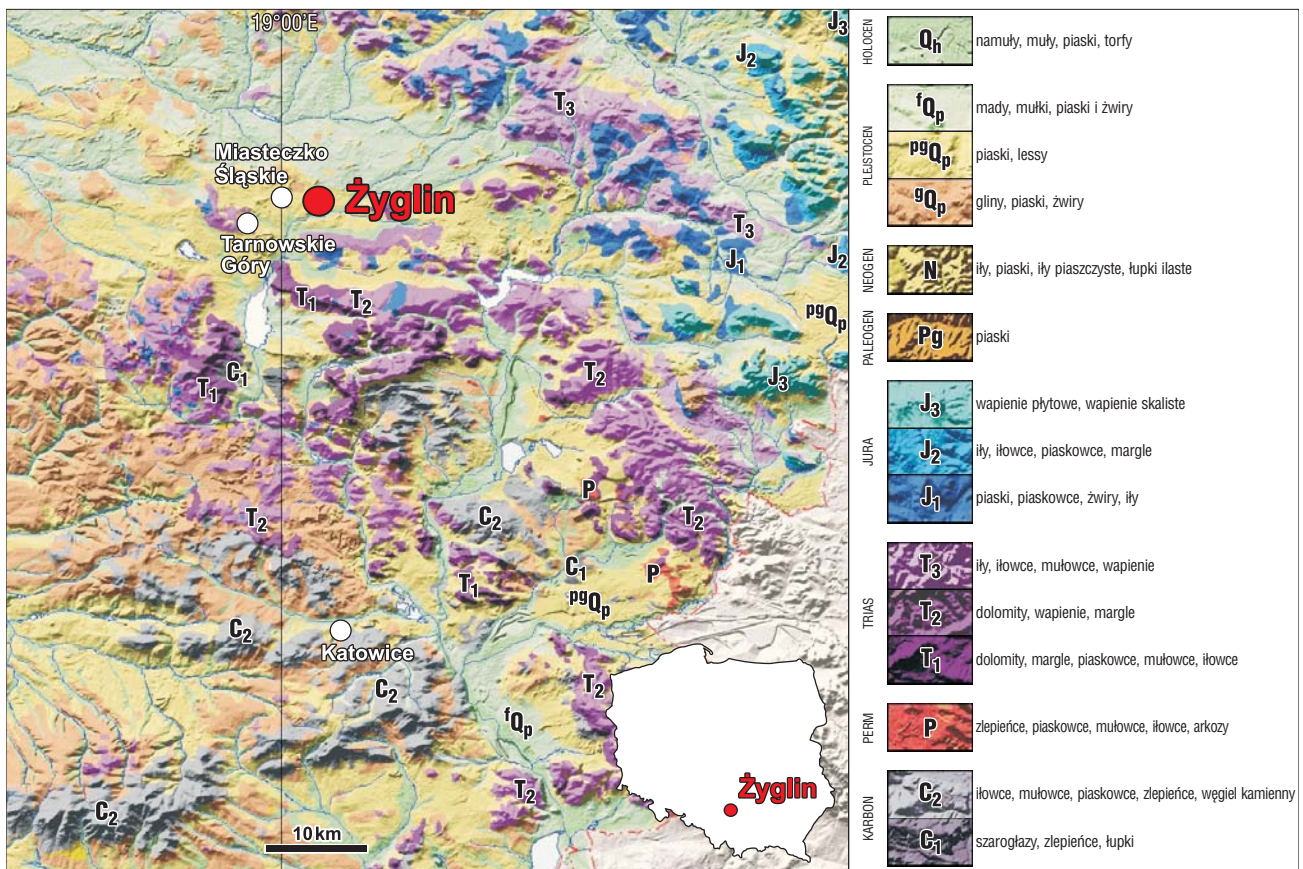 19°00'E
J3
J2
T3
Miasteczko
Śląskie
Żyglin
Tarnowskie
Góry
T3
J1
J2
T1
T2
pgQp
C1
T1
T2
J3
P
T2
C2
T2
C1
P
T1
pgQp
C2
Katowice
C2
T2
fQp
T2
C2
10 km
Żyglin
HOLOCEN
Qh
namuły, muły, piaski, torfy
PLEJSTOCEN
fQp
mady, mułki, piaski i żwiry
pgQp
piaski, lessy
gQp
gliny, piaski, żwiry
NEOGEN
N
iły, piaski, iły piaszczyste, łupki ilaste
PALEOGEN
Pg
piaski
JURA
J3
wapienie płytowe, wapienie skaliste
J2
iły, iłowce, piaskowce, margle
J1
piaski, piaskowce, żwiry, iły
TRIAS
T3
iły, iłowce, mułowce, wapienie
T2
dolomity, wapienie, margle
T1
dolomity, margle, piaskowce, mułowce, iłowce
PERM
P
zlepieńce, piaskowce, mułowce, iłowce, arkozy
KARBON
C2
iłowce, mułowce, piaskowce, zlepieńce, węgiel kamienny
C1
szarogłazy, zlepieńce, łupki